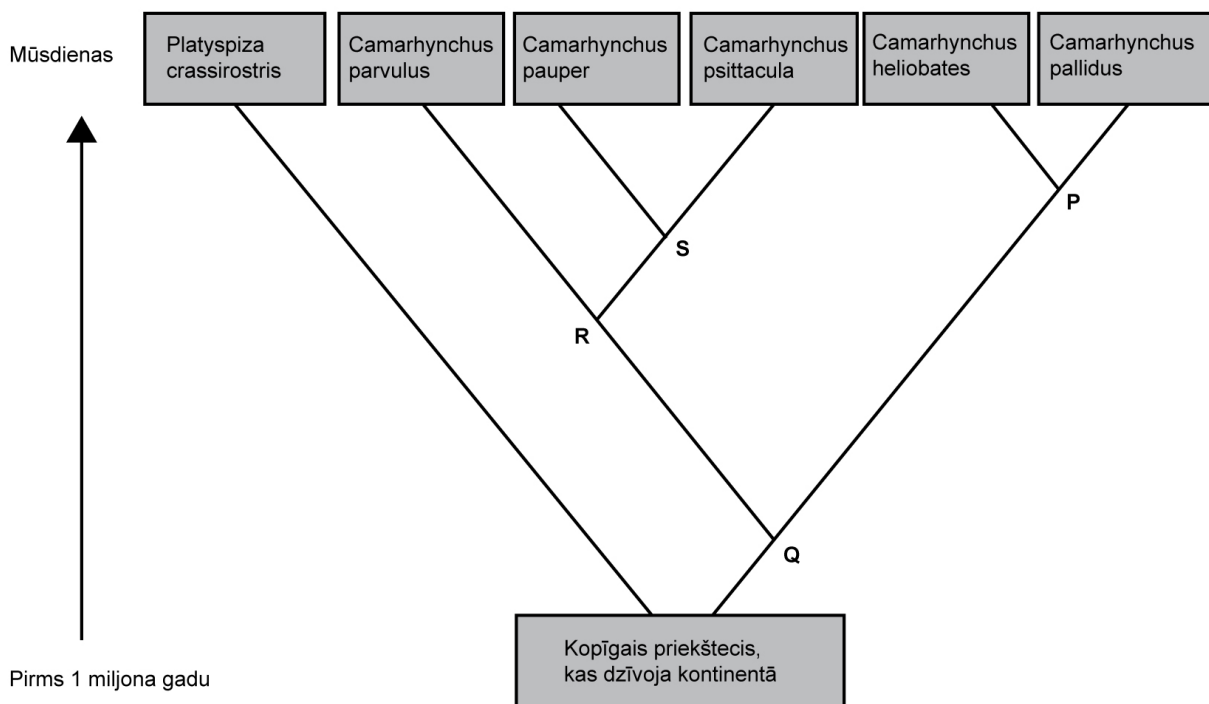 Mūsdienas
Platyspiza
crassirostris
Camarhynchus
parvulus
Camarhynchus
pauper
Camarhynchus
psittacula
Camarhynchus
heliobates
Camarhynchus
pallidus
P
S
R
Q
Kopīgais priekštecis,
kas dzīvoja kontinentā
Pirms 1 miljona gadu